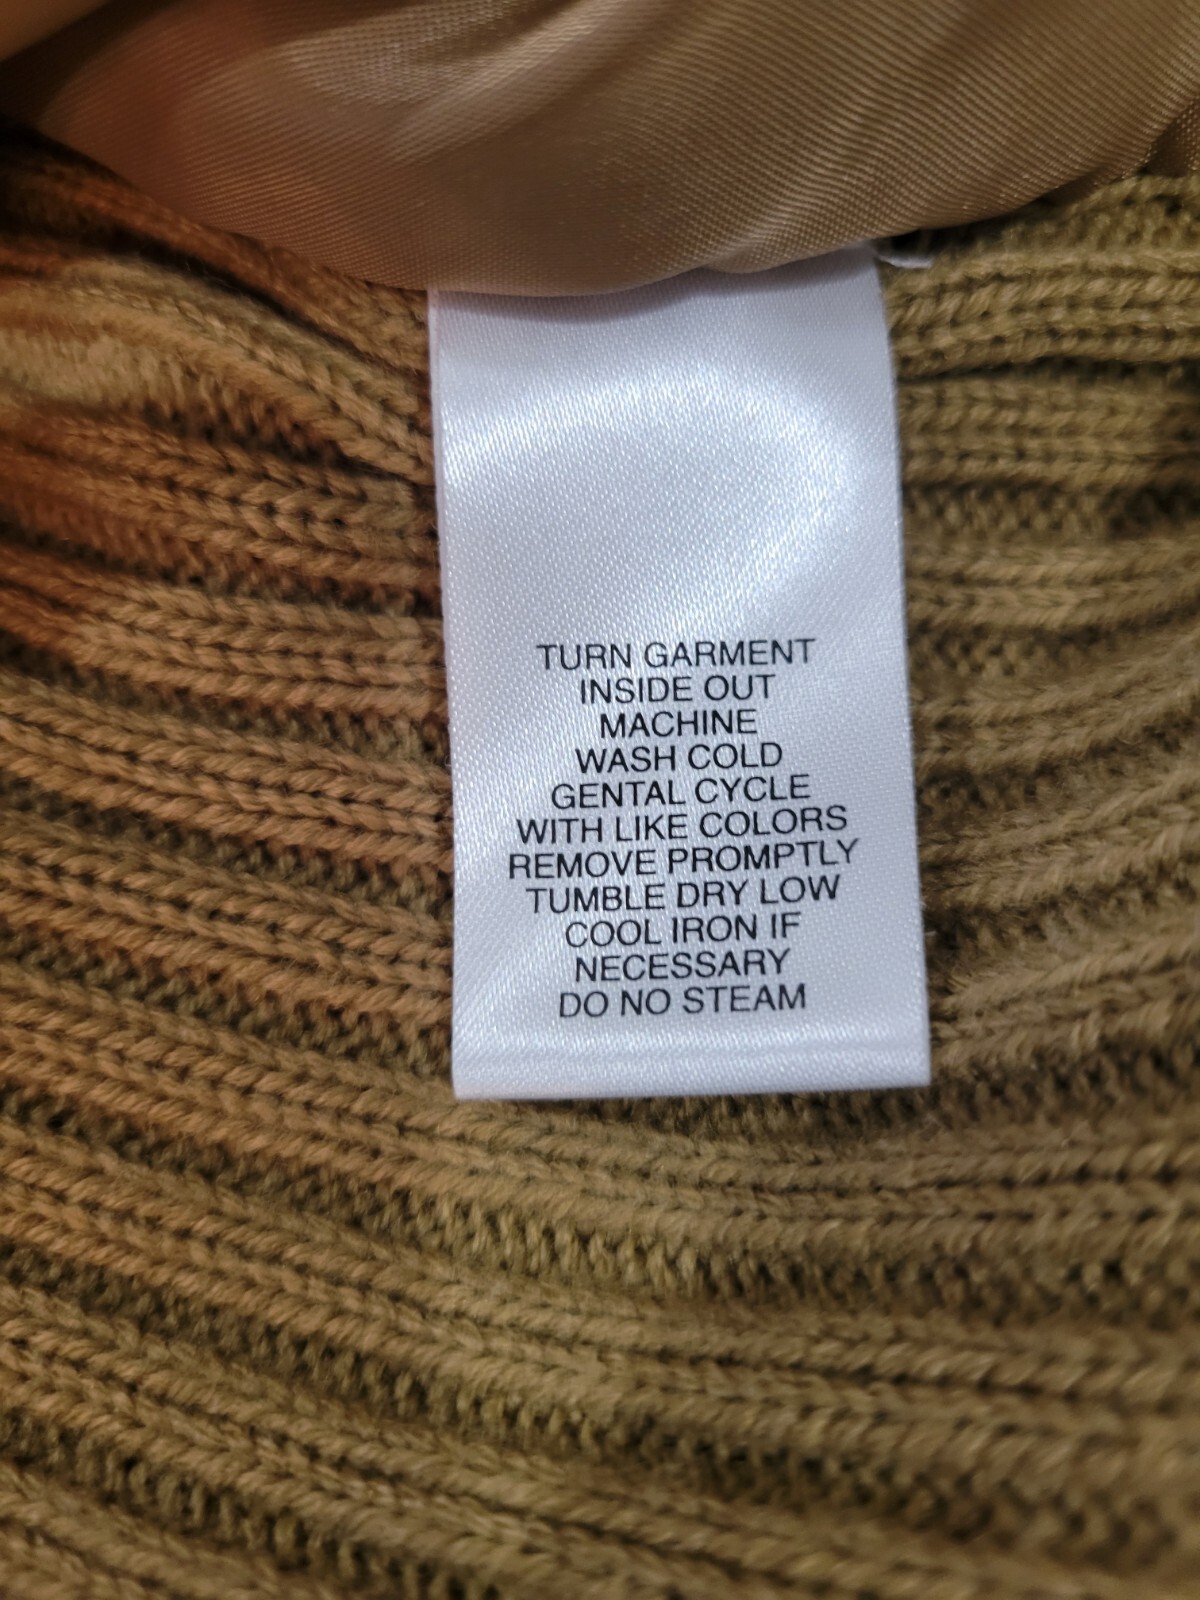 TURN GARMENT
INSIDE OUT
MACHINE
WASH COLD
GENTAL CYCLE
WITH LIKE COLORS
REMOVE PROMPTLY
TUMBLE DRY LOW
COOL IRON IF
NECESSARY
DO NO STEAM